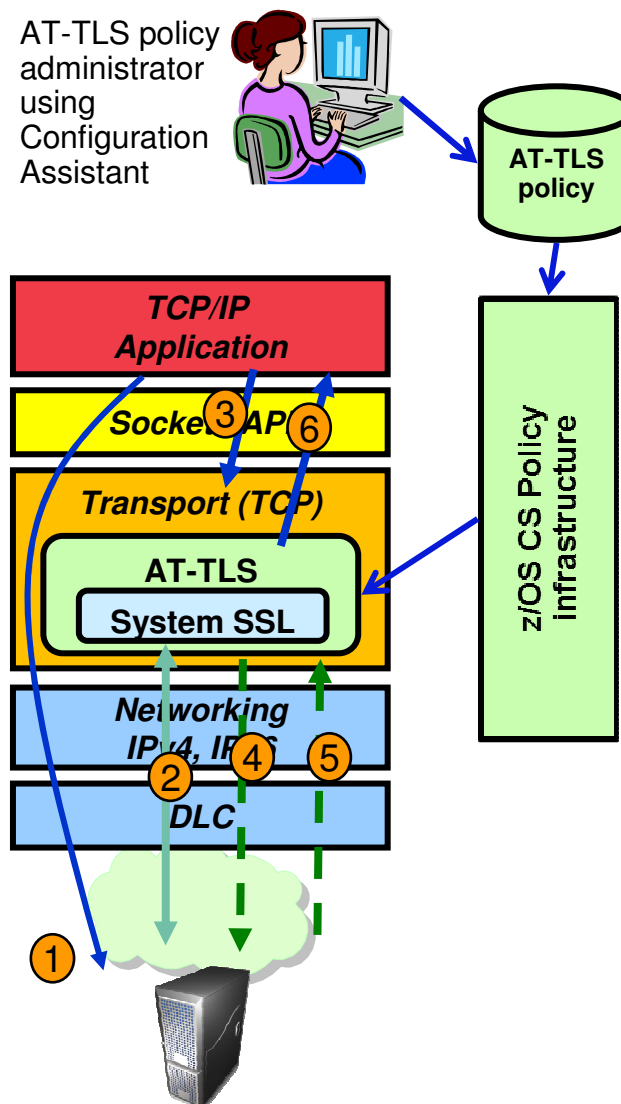 AT-TLS policy
administrator
using
Configuration
Assistant
AT-TLS
policy
TCP/IP
Application
3
6
Transport (TCP)
AT-TLS
System SSL
z/OS CS Policy
infrastructure
Networking
IPv4,
2
4
5
DLC
1